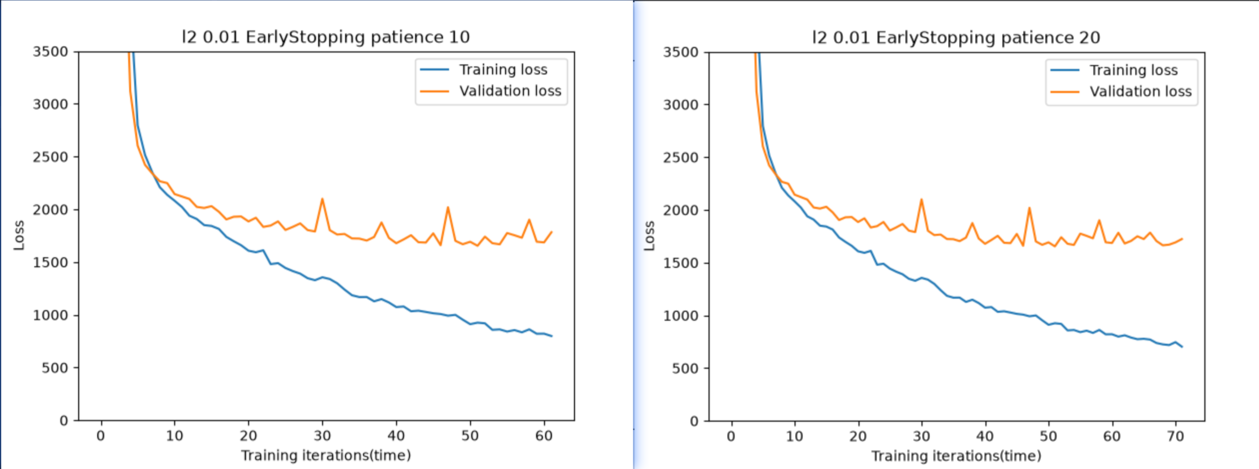 l2 0.01 EarlyStopping patience 10
3500
3000
2500
2000
1500
1000
500
0
Loss
Training loss
Validation loss
0 10 20 30 40 50 60
Training iterations(time)
l2 0.01 EarlyStopping patience 20
3500
3000
2500
2000
1500
1000
500
0
Loss
Training loss
Validation loss
0 10 20 30 40 50 60 70
Training iterations(time)